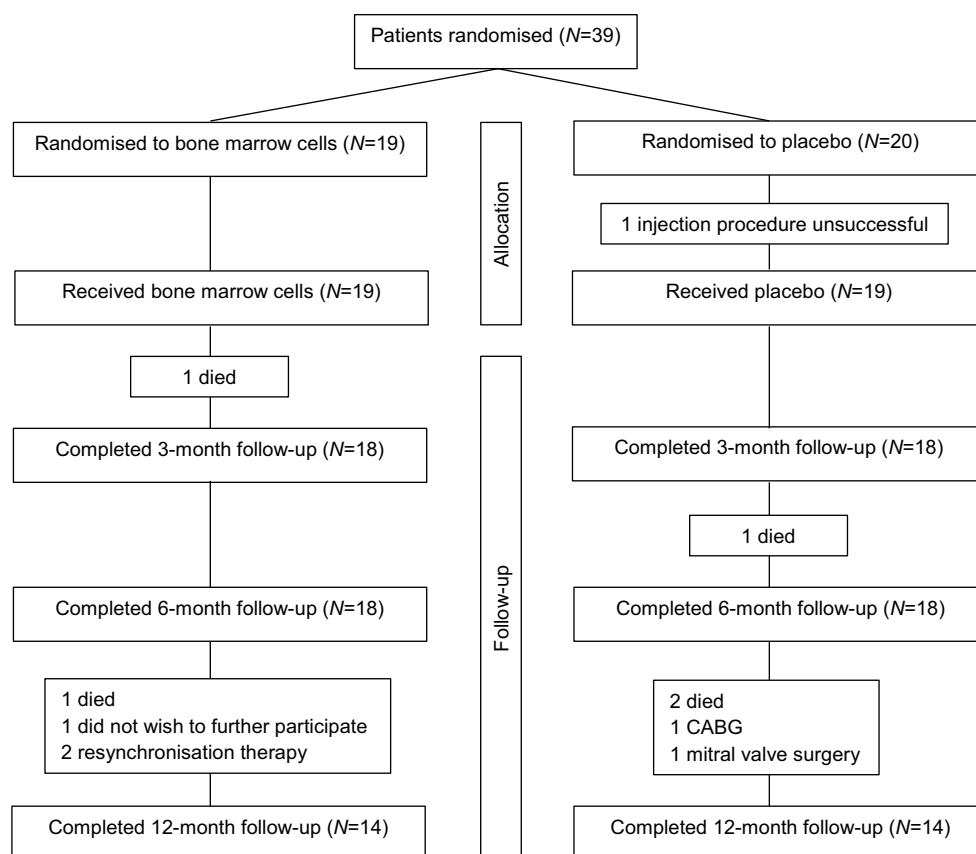 Patients randomised (N=39)
Randomised to bone marrow cells (N=19)
Randomised to placebo (N=20)
1 injection procedure unsuccessful
Allocation
Received bone marrow cells (N=19)
Received placebo (N=19)
1 died
Completed 3-month follow-up (N=18)
Completed 3-month follow-up (N=18)
1 died
Follow-up
Completed 6-month follow-up (N=18)
Completed 6-month follow-up (N=18)
1 died
1 did not wish to further participate
2 resynchronisation therapy
2 died
1 CABG
1 mitral valve surgery
Completed 12-month follow-up (N=14)
Completed 12-month follow-up (N=14)